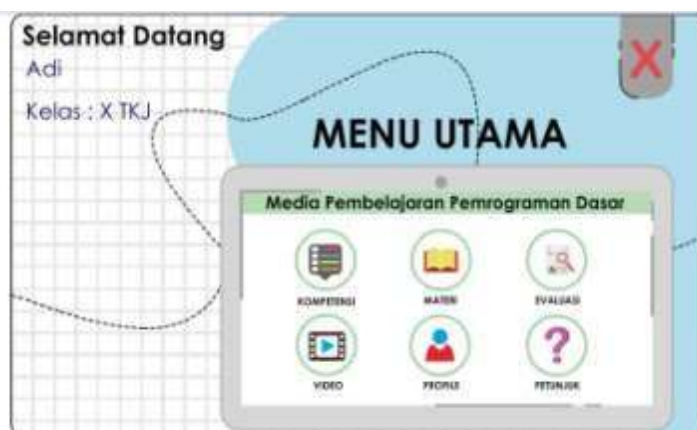 Selamat Datang
Adi
Kelas : X TKJ
X
MENU UTAMA
Media Pembelajaran Pemrograman Dasar
KOMPETENSI
MATERI
EVALUASI
VIDEO
PROFILE
PETUNJUK
?